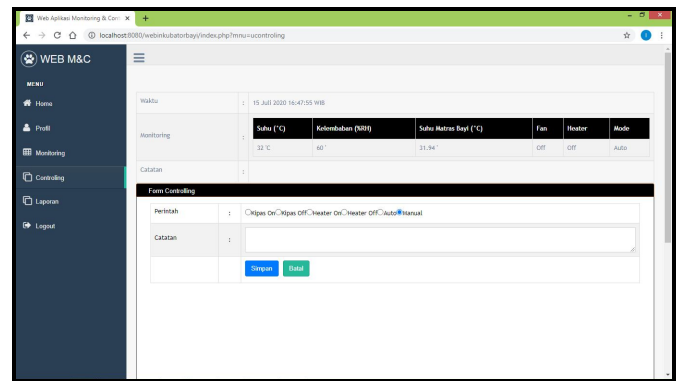 Web Aplikasi Monitoring & Con
localhost:8080/webinkubatorbayi/index.php?mnu=ucontroling
WEB M&C
MENU
Home
Profil
Monitoring
Controling
Laporan
Logout
Waktu : 15 Juli 2020 16:47:55 WIB
Monitoring :
Suhu (°C) Kelembaban (%RH) Suhu Matras Bayi (°C) Fan Heater Mode
32°C 60° 31.94° Off Off Auto
Catatan :
Form Controlling
Perintah : Kipas On Kipas Off Heater On Heater Off Auto Manual
Catatan :
Simpan Batal